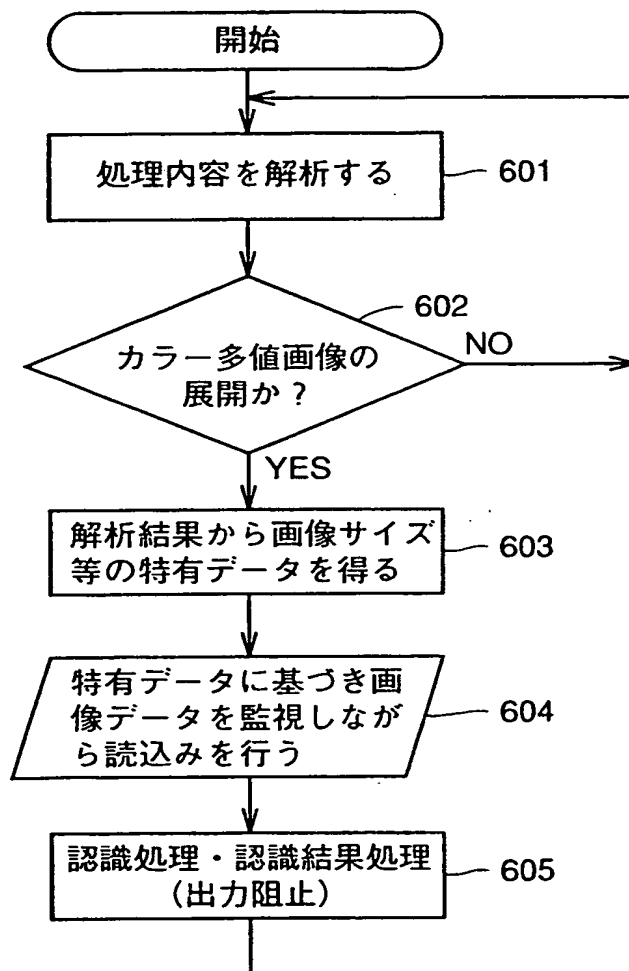 開始
処理内容を解析する
601
602
カラー多値画像の
展開か?
NO
YES
解析結果から画像サイズ
等の特有データを得る
603
特有データに基づき画
像データを監視しなが
ら読込みを行う
604
認識処理・認識結果処理
(出力阻止)
605